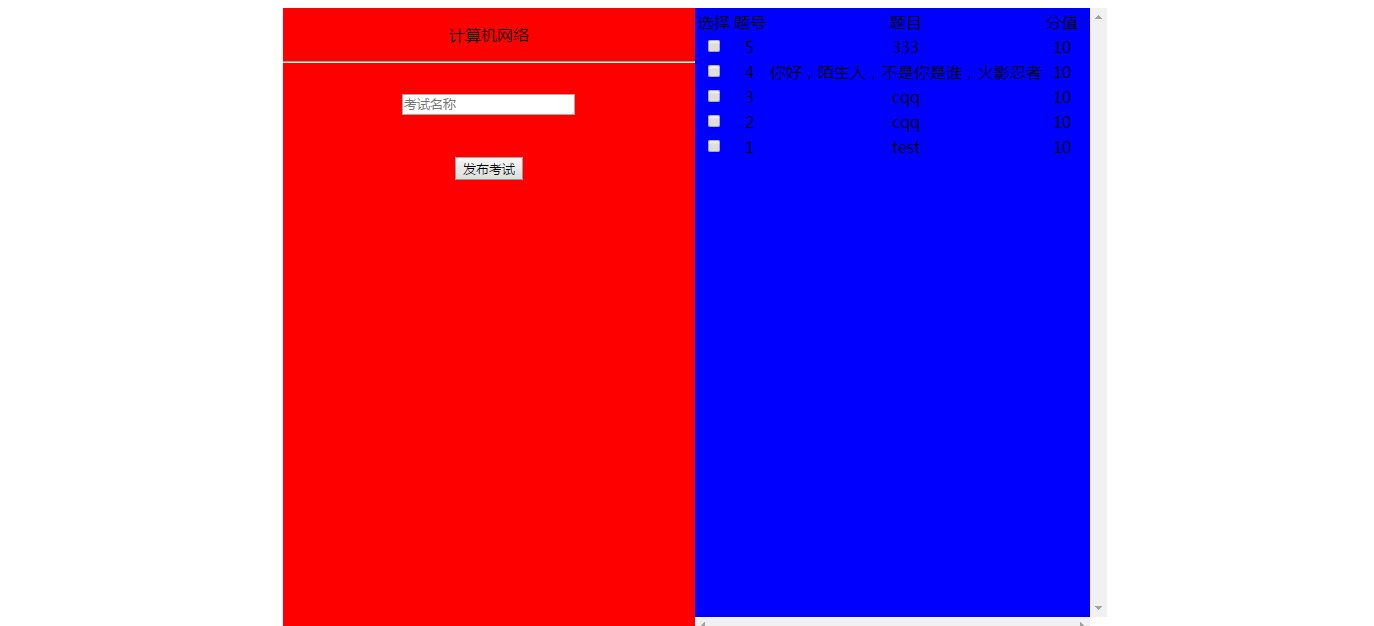 计算机网络
考试名称
发布考试
选择 题号 题目 分值
5 333 10
4 你好，陌生人，不是你是谁，火影忍者 10
3 cqq 10
2 cqq 10
1 test 10